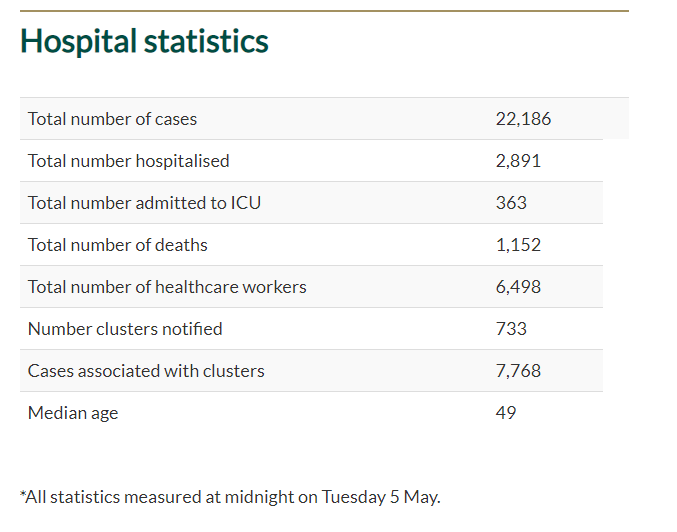 Hospital statistics
Total number of cases 22,186
Total number hospitalised 2,891
Total number admitted to ICU 363
Total number of deaths 1,152
Total number of healthcare workers 6,498
Number clusters notified 733
Cases associated with clusters 7,768
Median age 49
*All statistics measured at midnight on Tuesday 5 May.